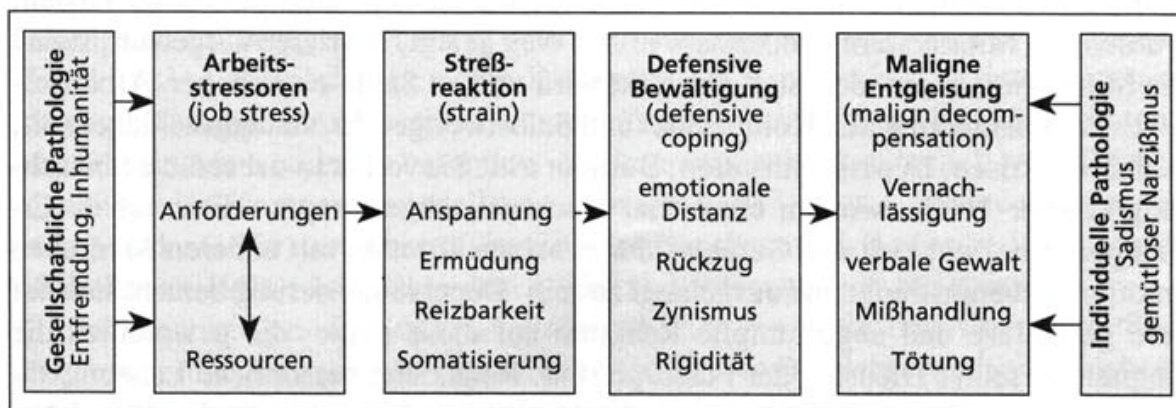 Gesellschaftliche Pathologie
Entfremdung, Inhumanität
Arbeits-
stressoren
(job stress)
Anforderungen
Ressourcen
Streß-
reaktion
(strain)
Anspannung
Ermüdung
Reizbarkeit
Somatisierung
Defensive
Bewältigung
(defensive
coping)
emotionale
Distanz
Rückzug
Zynismus
Rigidität
Maligne
Entgleisung
(malign decom-
pensation)
Vernach-
lässigung
verbale Gewalt
Mißhandlung
Tötung
Individuelle Pathologie
Sadismus
gemütloser Narzißmus